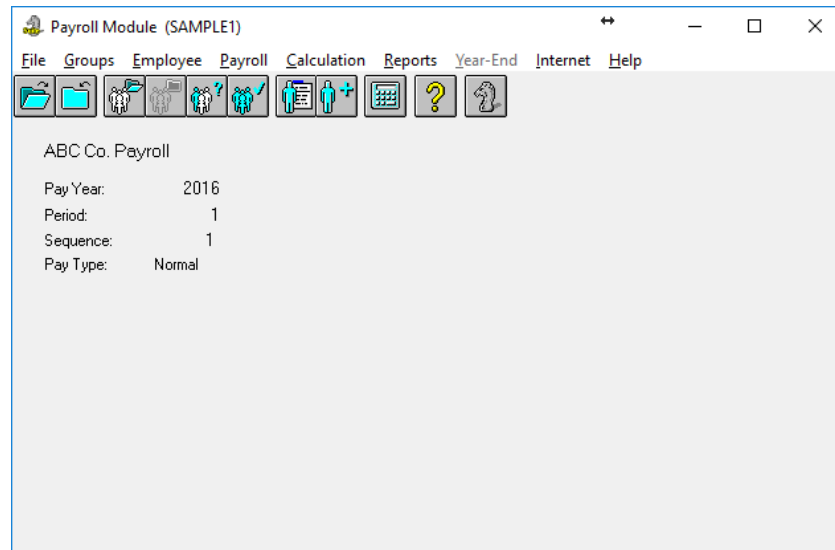 Payroll Module (SAMPLE1)
File Groups Employee Payroll Calculation Reports Year-End Internet Help
ABC Co. Payroll
Pay Year: 2016
Period: 1
Sequence: 1
Pay Type: Normal